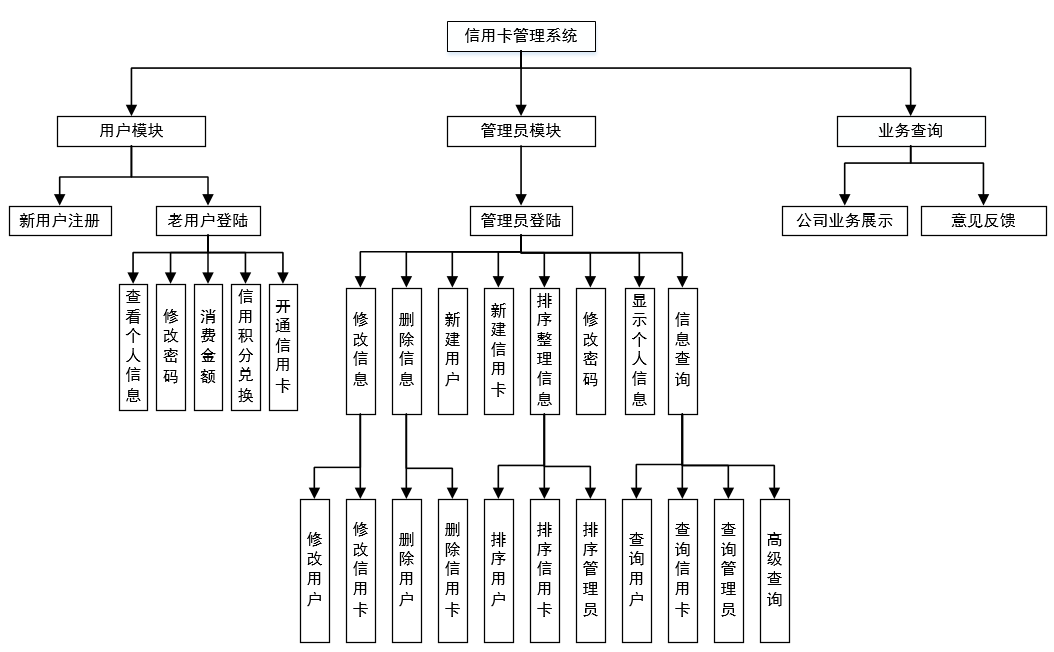 信用卡管理系统
用户模块
管理员模块
业务查询
新用户注册
老用户登陆
管理员登陆
公司业务展示
意见反馈
查看个人信息
修改密码
消费金额
信用积分兑换
开通信用卡
修改信息
删除信息
新建用户
新建信用卡
排序整理信息
修改密码
显示个人信息
信息查询
修改用户
修改信用卡
删除用户
删除信用卡
排序用户
排序信用卡
排序管理员
查询用户
查询信用卡
查询管理员
高级查询